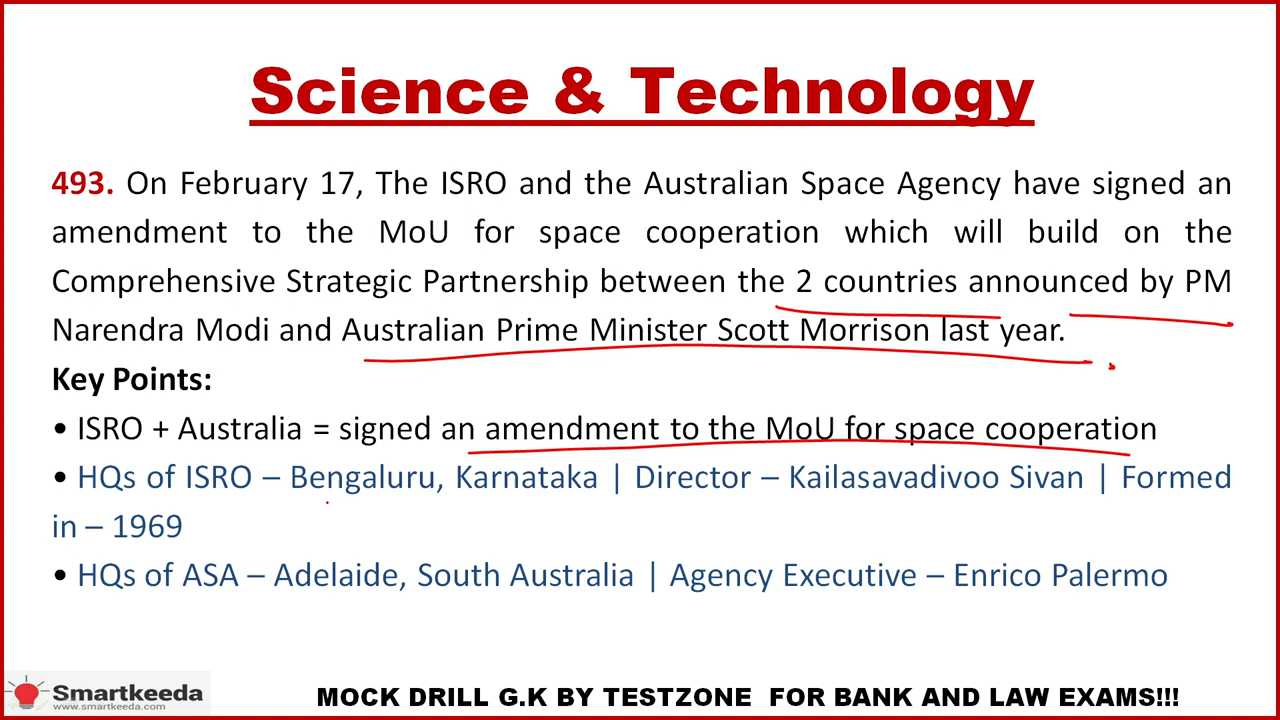 Science & Technology
493. On February 17, The ISRO and the Australian Space Agency have signed an
amendment to the MoU for space cooperation which will build on the
Comprehensive Strategic Partnership between the 2 countries announced by PM
Narendra Modi and Australian Prime Minister Scott Morrison last year.
Key Points:
• ISRO + Australia = signed an amendment to the MoU for space cooperation
• HQs of ISRO – Bengaluru, Karnataka | Director – Kailasavadivoo Sivan | Formed
in – 1969
• HQs of ASA – Adelaide, South Australia | Agency Executive – Enrico Palermo
Smartkeeda
www.smartkeeda.com
MOCK DRILL G.K BY TESTZONE FOR BANK AND LAW EXAMS!!!